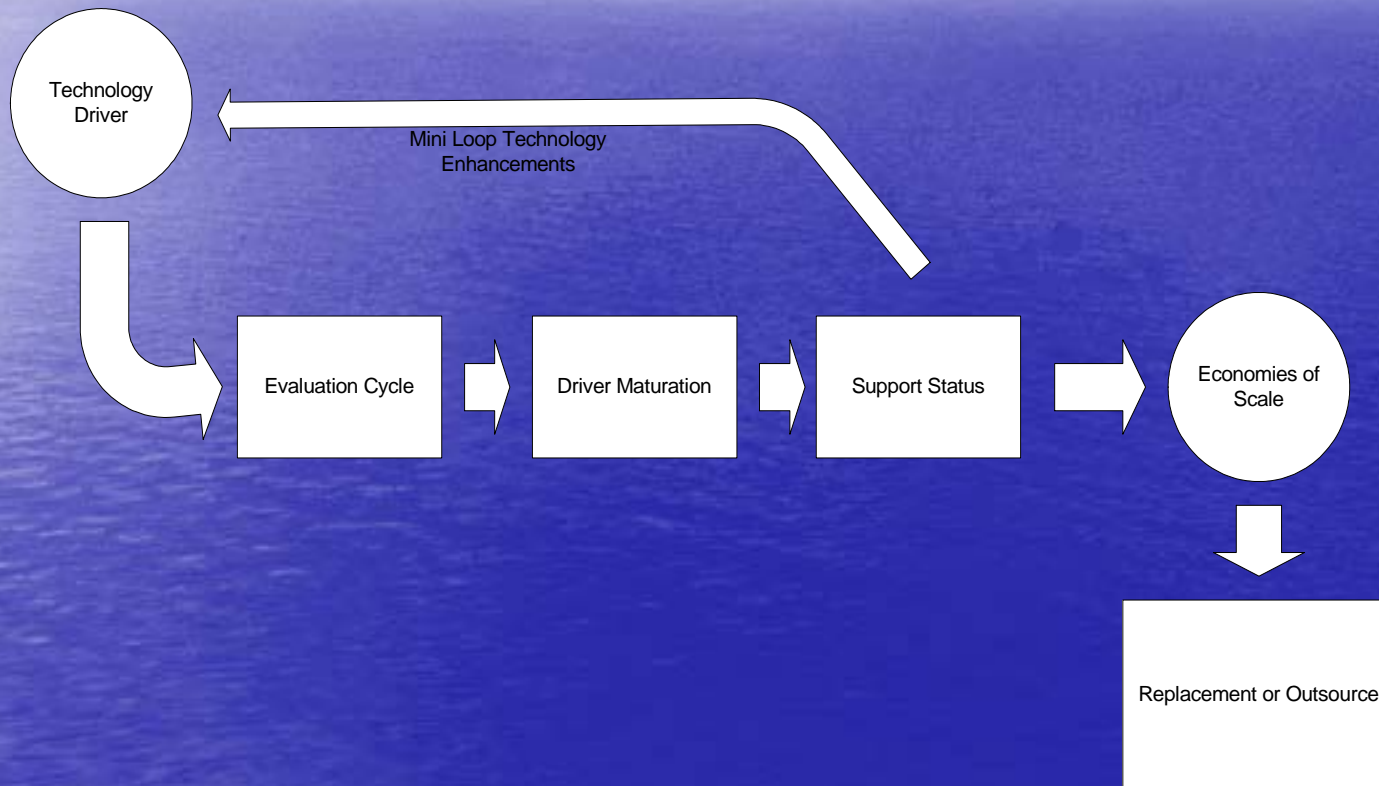 Technology
Driver
Mini Loop Technology
Enhancements
Evaluation Cycle
Driver Maturation
Support Status
Economies of
Scale
Replacement or Outsource